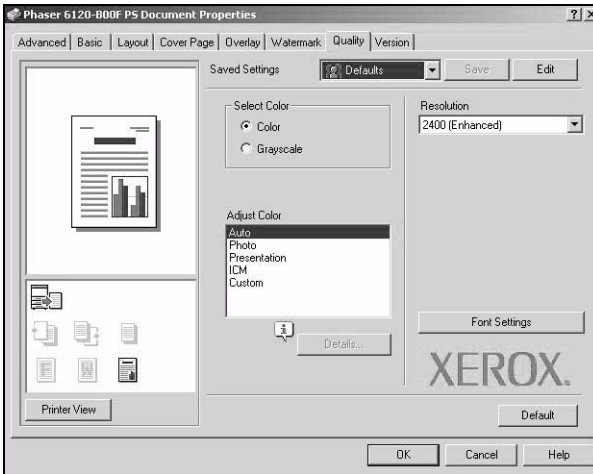 Phaser 6120-B00F PS Document Properties
Advanced Basic Layout Cover Page Overlay Watermark Quality Version
Saved Settings Defaults Save Edit
Select Color
Color
Grayscale
Resolution
2400 (Enhanced)
Adjust Color
Auto
Photo
Presentation
ICM
Custom
Details...
Font Settings
XEROX.
Printer View
Default
OK Cancel Help